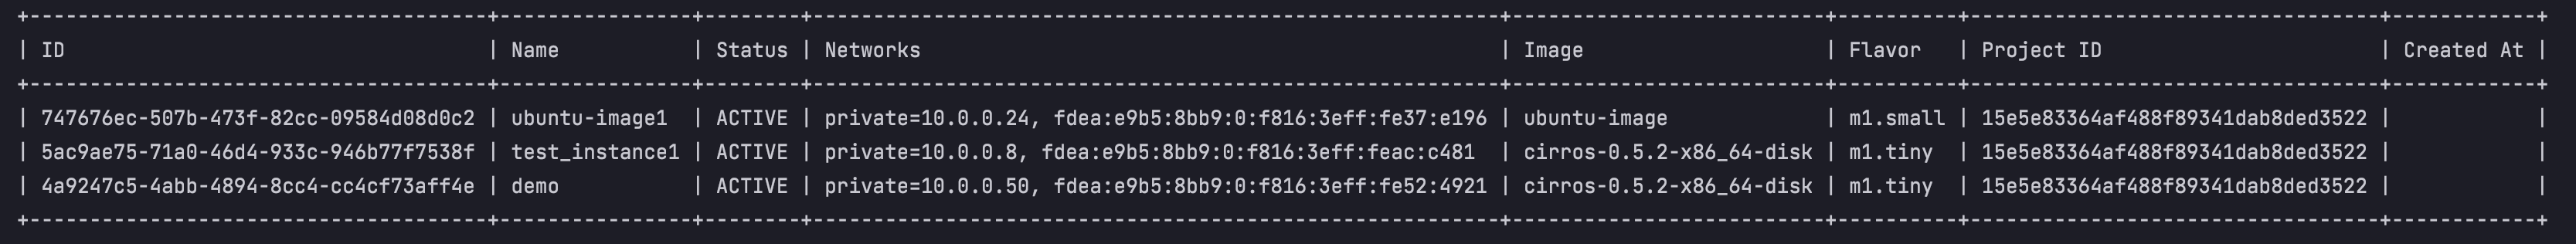 +--------------------------------------+---------------+--------+---------------------------------------------------------+--------------------------+----------+----------------------------------+------------+
| ID                                   | Name          | Status | Networks                                                | Image                    | Flavor   | Project ID                       | Created At |
+--------------------------------------+---------------+--------+---------------------------------------------------------+--------------------------+----------+----------------------------------+------------+
| 747676ec-507b-473f-82cc-09584d08d0c2 | ubuntu-image1  | ACTIVE | private=10.0.0.24, fdea:e9b5:8bb9:0:f816:3eff:fe37:e196 | ubuntu-image             | m1.small | 15e5e83364af488f89341dab8ded3522 |            |
| 5ac9ae75-71a0-46d4-933c-946b77f7538f | test_instance1 | ACTIVE | private=10.0.0.8, fdea:e9b5:8bb9:0:f816:3eff:feac:c481  | cirros-0.5.2-x86_64-disk | m1.tiny  | 15e5e83364af488f89341dab8ded3522 |            |
| 4a9247c5-4abb-4894-8cc4-cc4cf73aff4e | demo           | ACTIVE | private=10.0.0.50, fdea:e9b5:8bb9:0:f816:3eff:fe52:4921 | cirros-0.5.2-x86_64-disk | m1.tiny  | 15e5e83364af488f89341dab8ded3522 |            |
+--------------------------------------+---------------+--------+---------------------------------------------------------+--------------------------+----------+----------------------------------+------------+